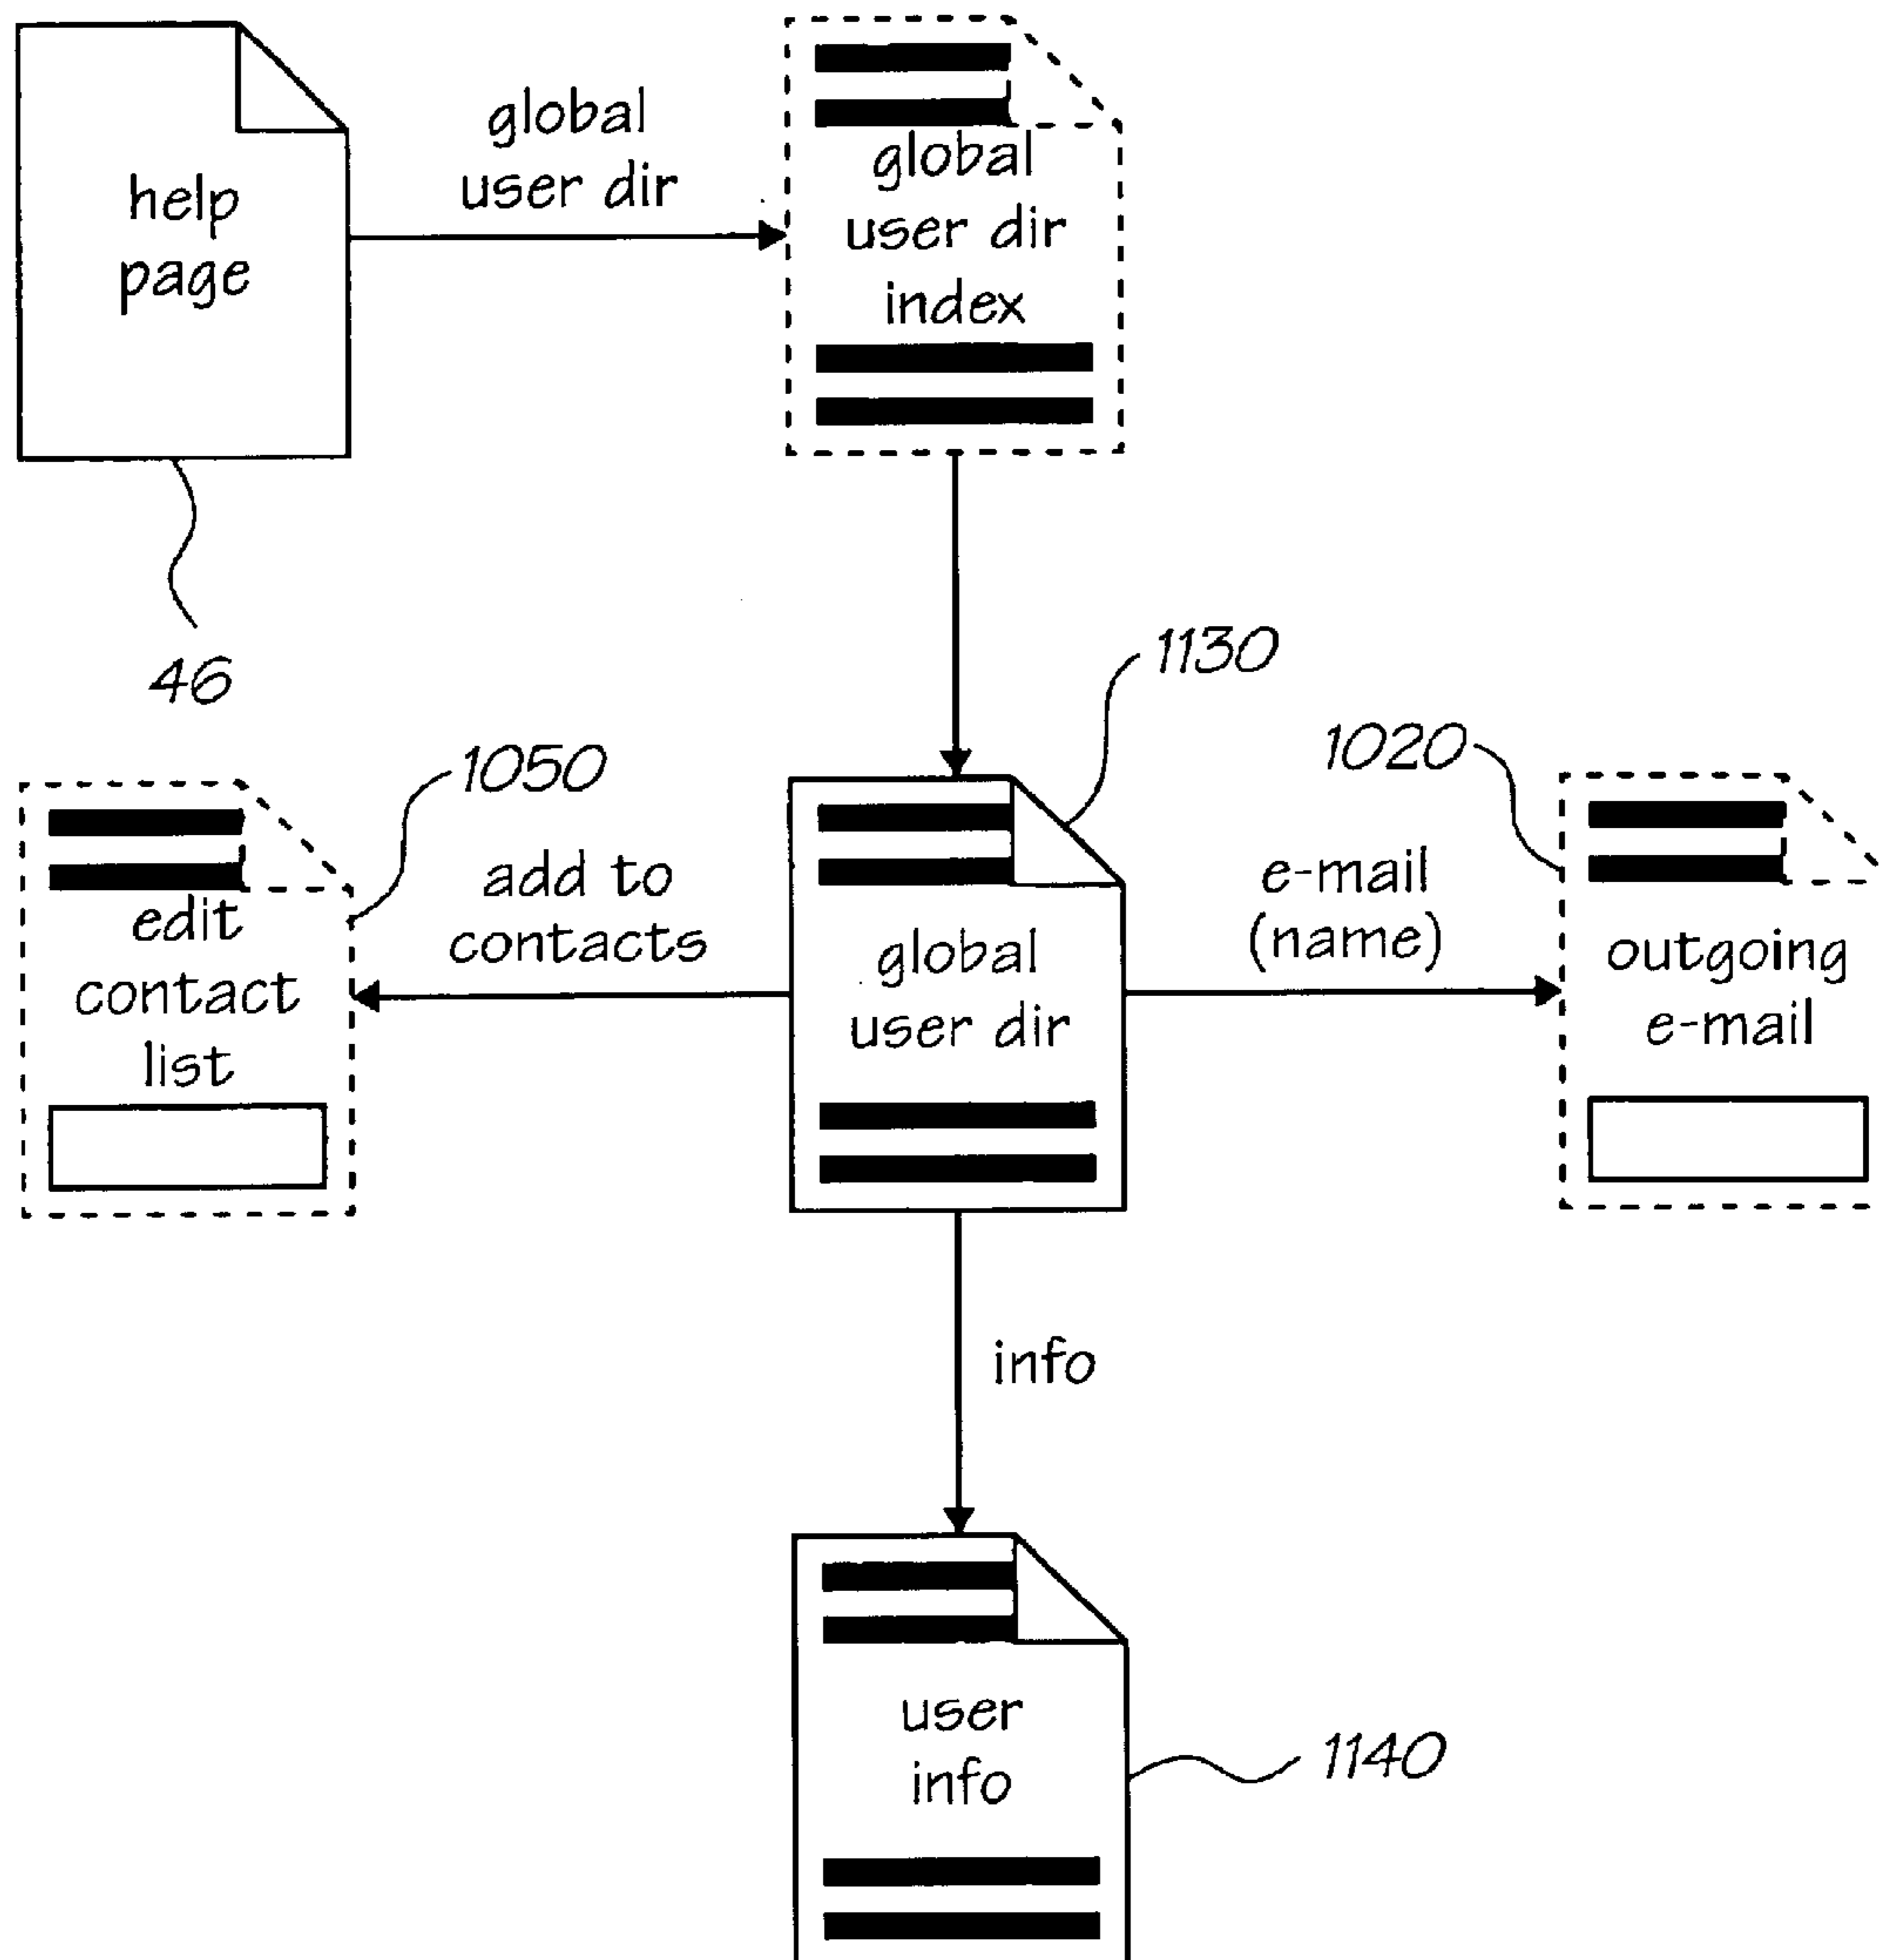 help
page
global
user dir
global
user dir
index
46
1130
1050
1020
edit
contact
list
add to
contacts
global
user dir
e-mail
(name)
outgoing
e-mail
info
user
info
1140